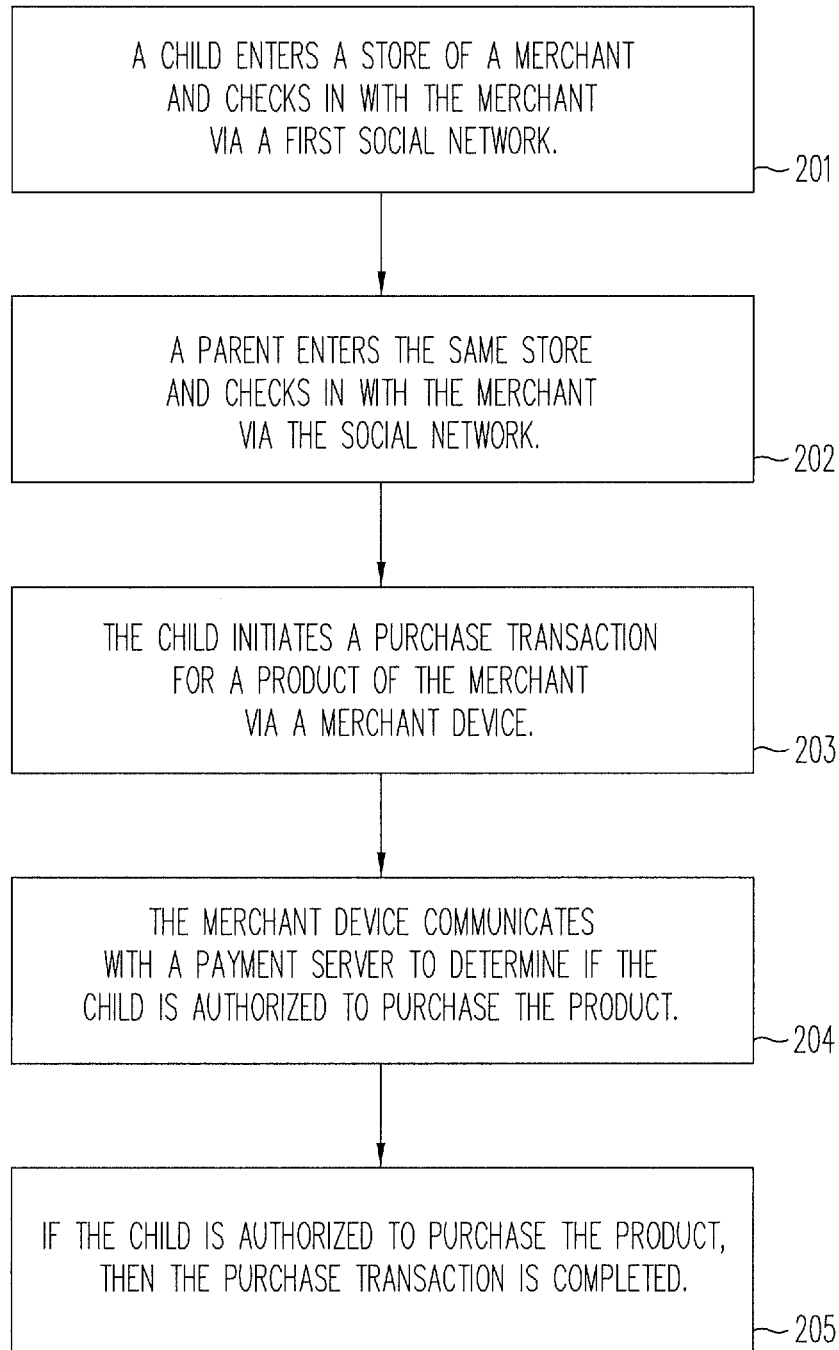 A CHILD ENTERS A STORE OF A MERCHANT
AND CHECKS IN WITH THE MERCHANT
VIA A FIRST SOCIAL NETWORK.
201
A PARENT ENTERS THE SAME STORE
AND CHECKS IN WITH THE MERCHANT
VIA THE SOCIAL NETWORK.
202
THE CHILD INITIATES A PURCHASE TRANSACTION
FOR A PRODUCT OF THE MERCHANT
VIA A MERCHANT DEVICE.
203
THE MERCHANT DEVICE COMMUNICATES
WITH A PAYMENT SERVER TO DETERMINE IF THE
CHILD IS AUTHORIZED TO PURCHASE THE PRODUCT.
204
IF THE CHILD IS AUTHORIZED TO PURCHASE THE PRODUCT,
THEN THE PURCHASE TRANSACTION IS COMPLETED.
205